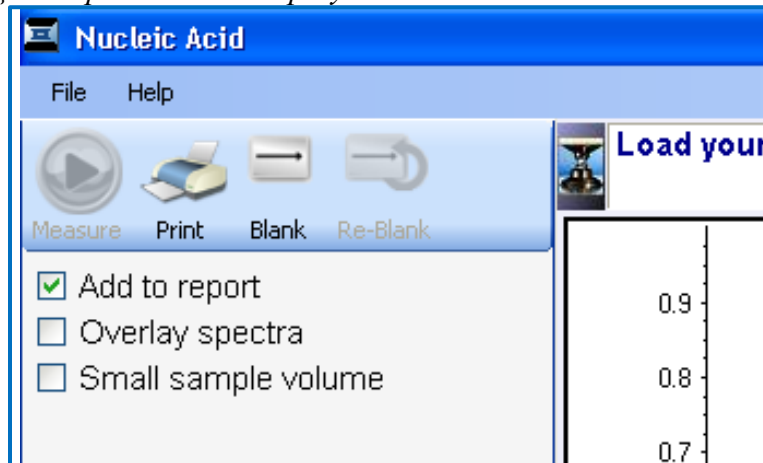 Nucleic Acid
File Help
Measure Print Blank Re-Blank
Load your
Add to report
Overlay spectra
Small sample volume
0.9
0.8
0.7